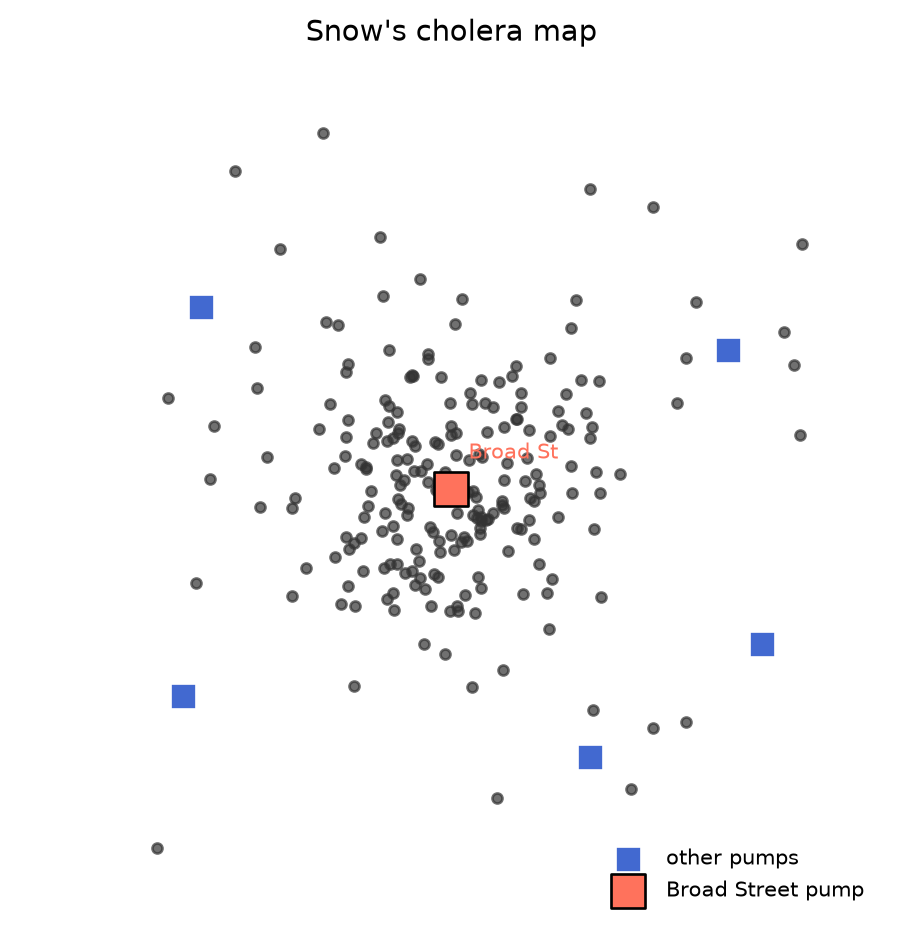 Snow's cholera map
Broad St
other pumps
Broad Street pump